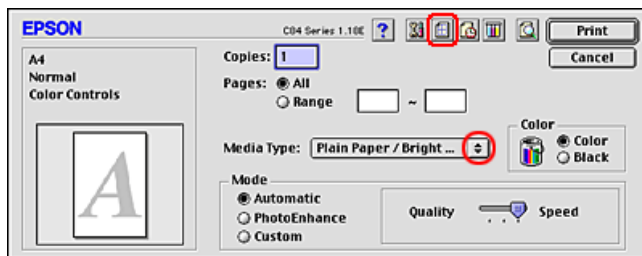 EPSON
C84 Series 1.10E
?
Print
Cancel
A4
Normal
Color Controls
A
Copies: 1
Pages: All
Range ~
Media Type: Plain Paper / Bright ...
Color
Color
Black
Mode
Automatic
PhotoEnhance
Custom
Quality Speed